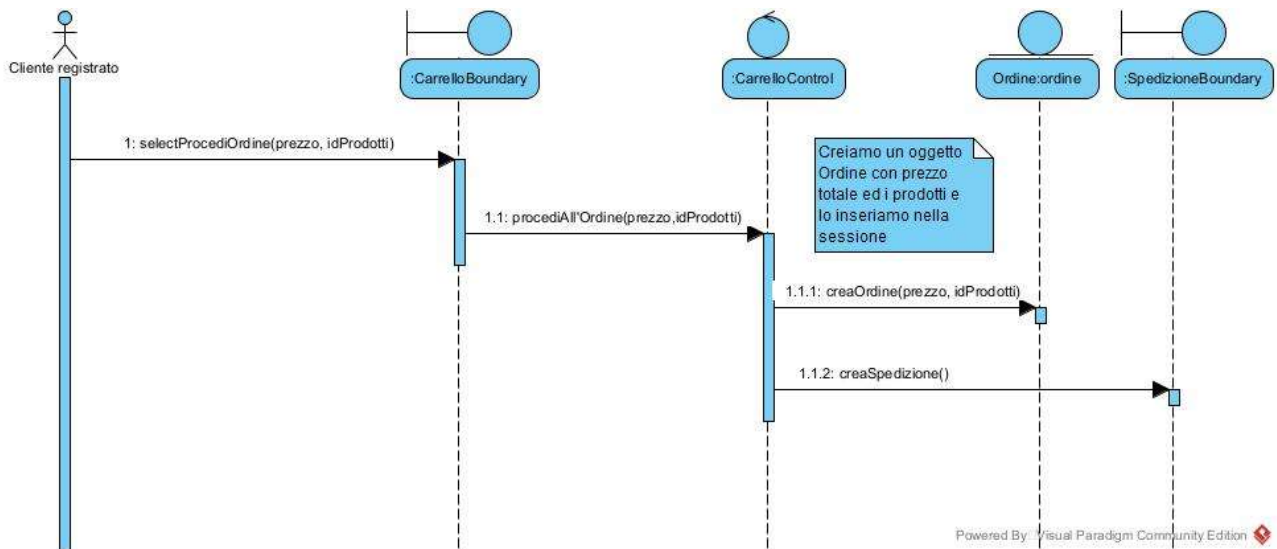 Cliente registrato
:CarrelloBoundary
:CarrelloControl
Ordine:ordine
:SpedizioneBoundary
1: selectProcediOrdine(prezzo, idProdotti)
Creiamo un oggetto
Ordine con prezzo
totale ed i prodotti e
lo inseriamo nella
sessione
1.1: procediAll'Ordine(prezzo,idProdotti)
1.1.1: creaOrdine(prezzo, idProdotti)
1.1.2: creaSpedizione()
Powered By: Visual Paradigm Community Edition